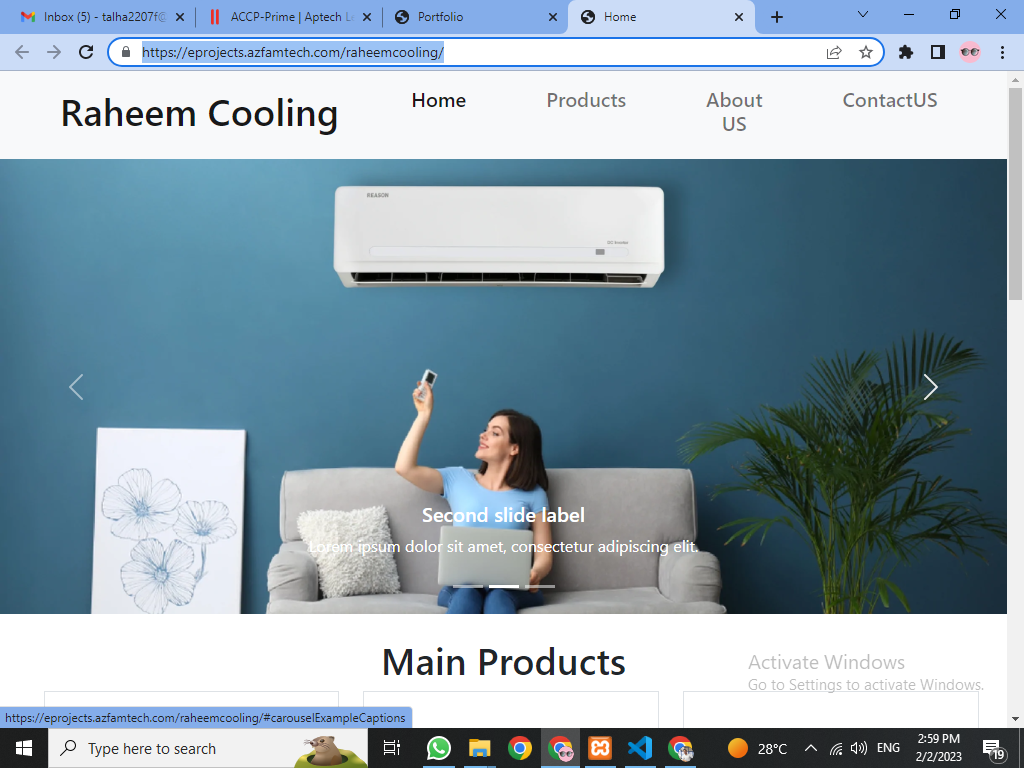 Inbox (5) - talha2207f@
ACCP-Prime | Aptech Le
Portfolio
Home
https://eprojects.azfamtech.com/raheemcooling/
Raheem Cooling
Home
Products
About
US
ContactUS
REASON
DC Inverter
Second slide label
Lorem ipsum dolor sit amet, consectetur adipiscing elit.
Main Products
Activate Windows
Go to Settings to activate Windows.
https://eprojects.azfamtech.com/raheemcooling/#carouselExampleCaptions
Type here to search
28°C
ENG
2:59 PM
2/2/2023
19